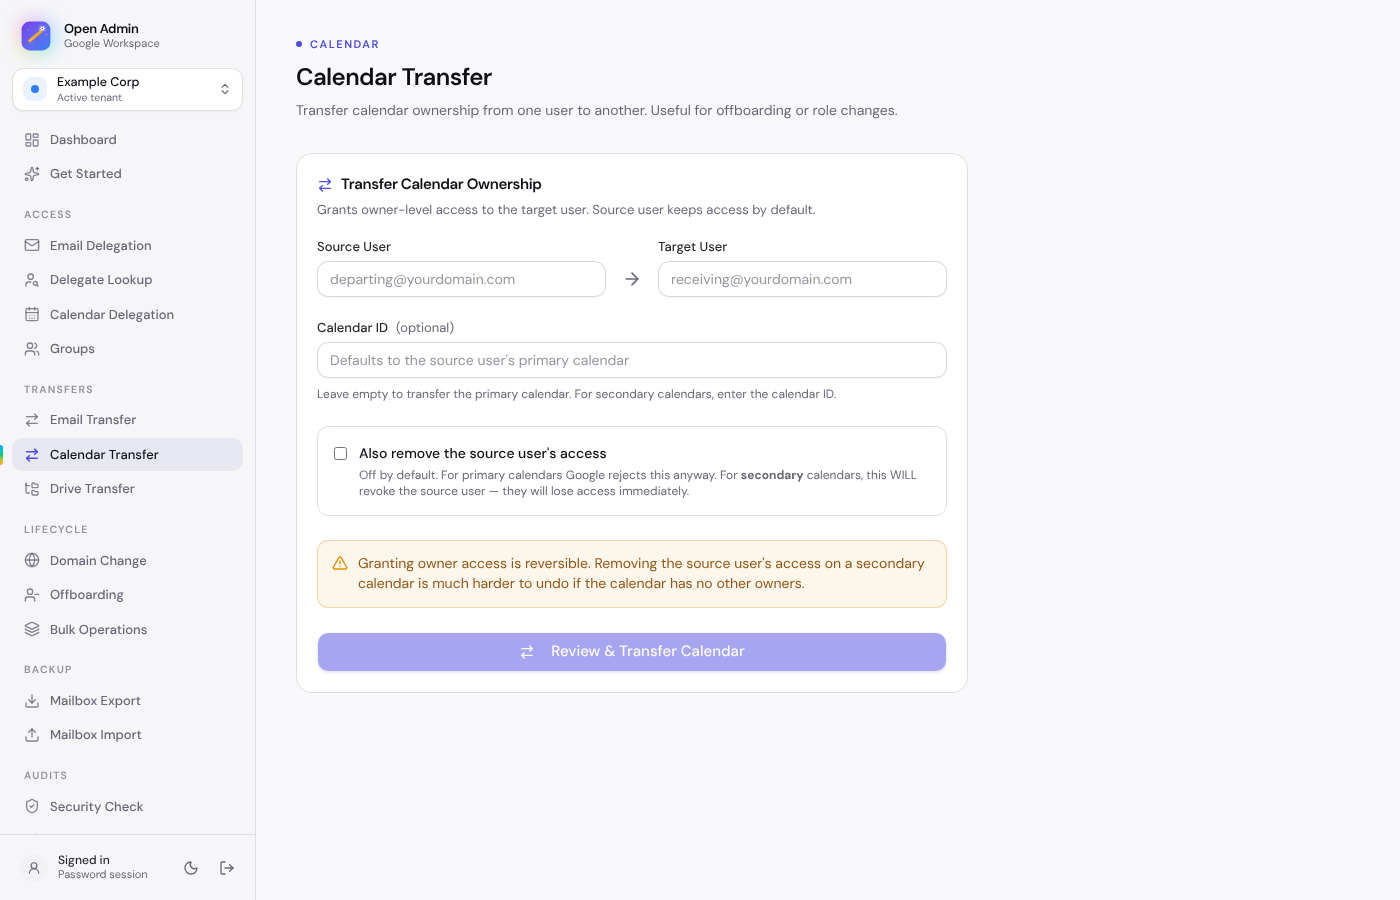 Open Admin
Google Workspace
Example Corp
Active tenant
Dashboard
Get Started
ACCESS
Email Delegation
Delegate Lookup
Calendar Delegation
Groups
TRANSFERS
Email Transfer
Calendar Transfer
Drive Transfer
LIFECYCLE
Domain Change
Offboarding
Bulk Operations
BACKUP
Mailbox Export
Mailbox Import
AUDITS
Security Check
Signed in
Password session
CALENDAR
Calendar Transfer
Transfer calendar ownership from one user to another. Useful for offboarding or role changes.
Transfer Calendar Ownership
Grants owner-level access to the target user. Source user keeps access by default.
Source User
Target User
departing@yourdomain.com
receiving@yourdomain.com
Calendar ID (optional)
Defaults to the source user's primary calendar
Leave empty to transfer the primary calendar. For secondary calendars, enter the calendar ID.
Also remove the source user's access
Off by default. For primary calendars Google rejects this anyway. For secondary calendars, this WILL
revoke the source user — they will lose access immediately.
Granting owner access is reversible. Removing the source user's access on a secondary
calendar is much harder to undo if the calendar has no other owners.
Review & Transfer Calendar